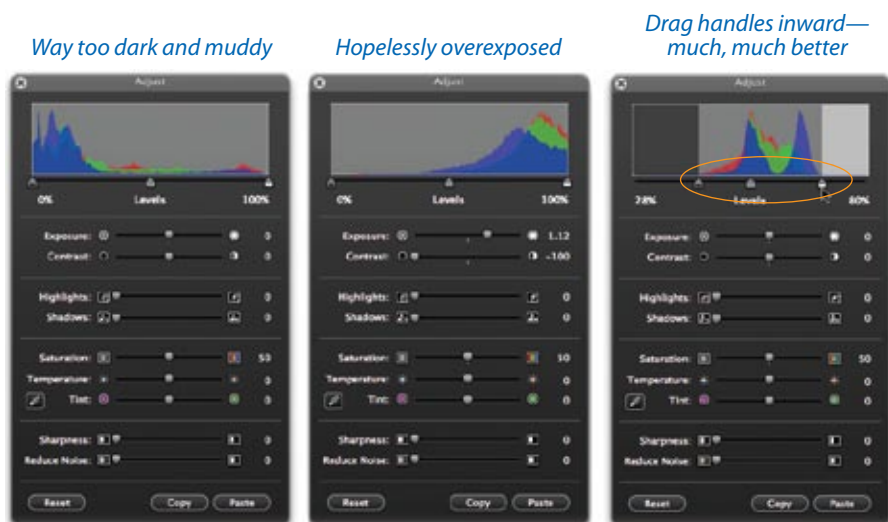 Way too dark and muddy
Hopelessly overexposed
Drag handles inward—
much, much better
Adjust
0% Levels 100%
Exposure: 0
Contrast: 0
Highlights: 0
Shadows: 0
Saturation: 50
Temperature: 0
Tint: 0
Sharpness: 0
Reduce Noise: 0
Reset Copy Paste
Adjust
0% Levels 100%
Exposure: 1.12
Contrast: -100
Highlights: 0
Shadows: 0
Saturation: 50
Temperature: 0
Tint: 0
Sharpness: 0
Reduce Noise: 0
Reset Copy Paste
Adjust
28% Levels 80%
Exposure: 0
Contrast: 0
Highlights: 0
Shadows: 0
Saturation: 50
Temperature: 0
Tint: 0
Sharpness: 0
Reduce Noise: 0
Reset Copy Paste